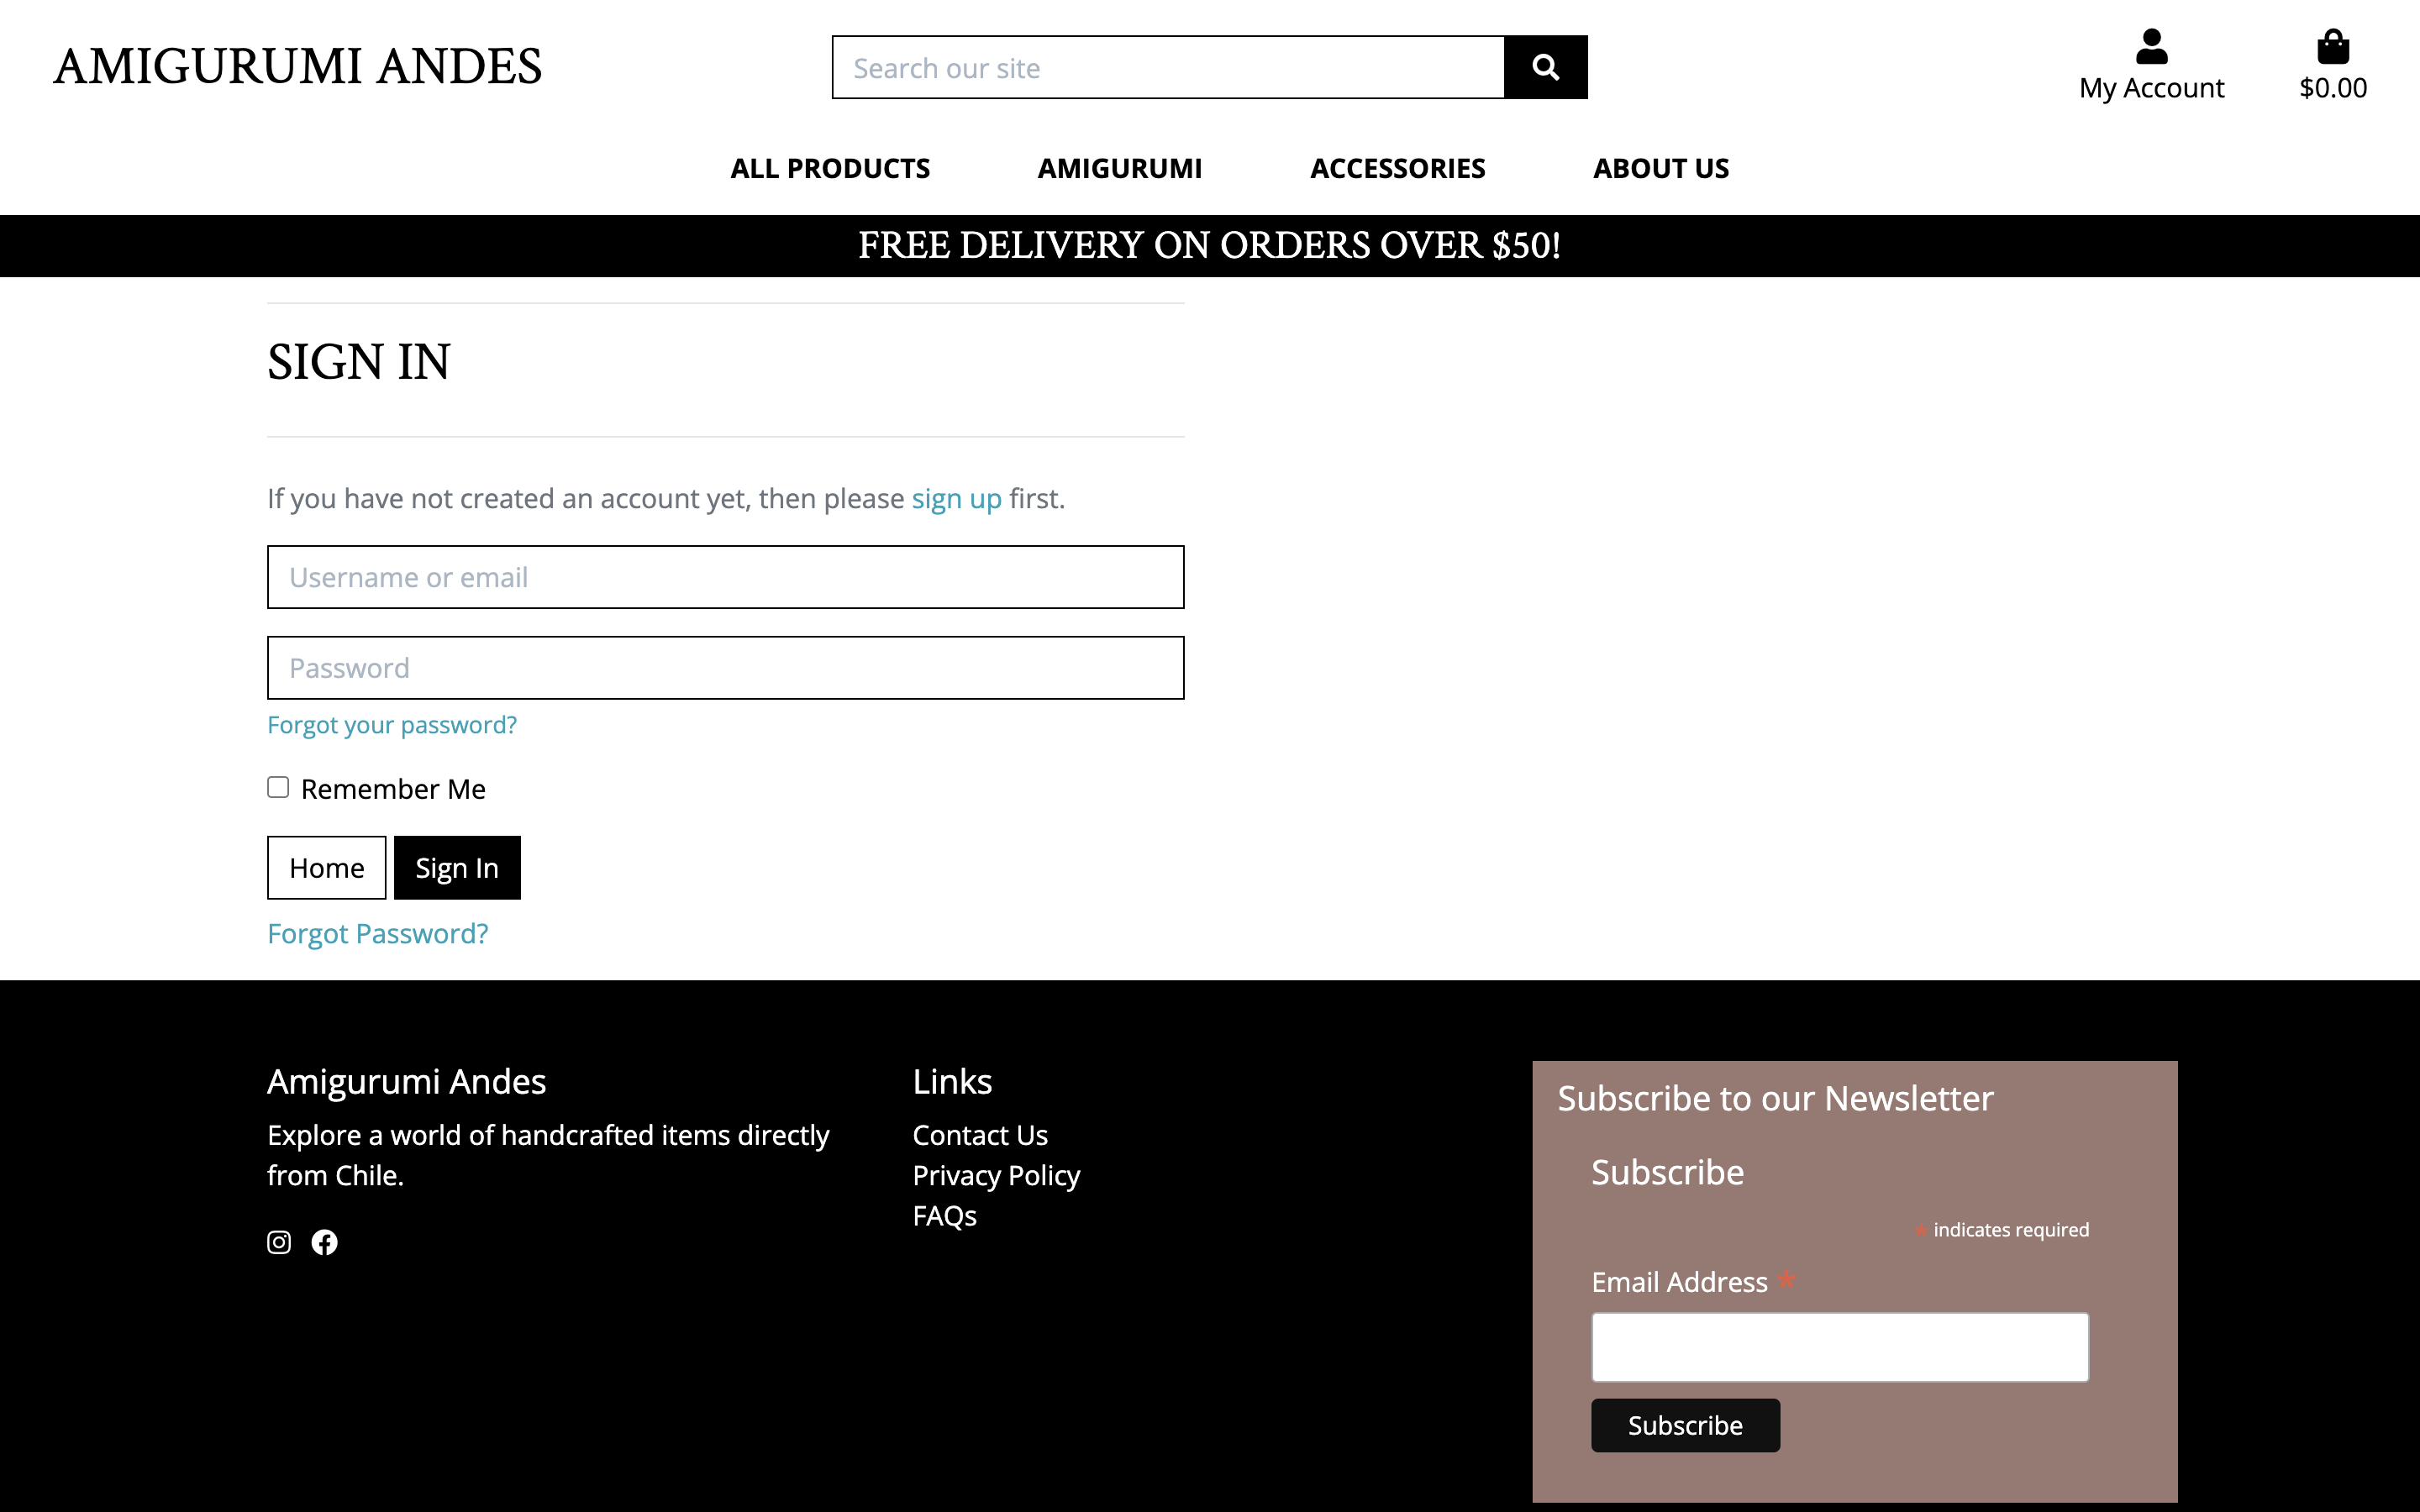 AMIGURUMI ANDES
Search our site
My Account
$0.00
ALL PRODUCTS
AMIGURUMI
ACCESSORIES
ABOUT US
FREE DELIVERY ON ORDERS OVER $50!
SIGN IN
If you have not created an account yet, then please sign up first.
Username or email
Password
Forgot your password?
Remember Me
Home
Sign In
Forgot Password?
Amigurumi Andes
Explore a world of handcrafted items directly
from Chile.
Links
Contact Us
Privacy Policy
FAQs
Subscribe to our Newsletter
Subscribe
* indicates required
Email Address *
Subscribe